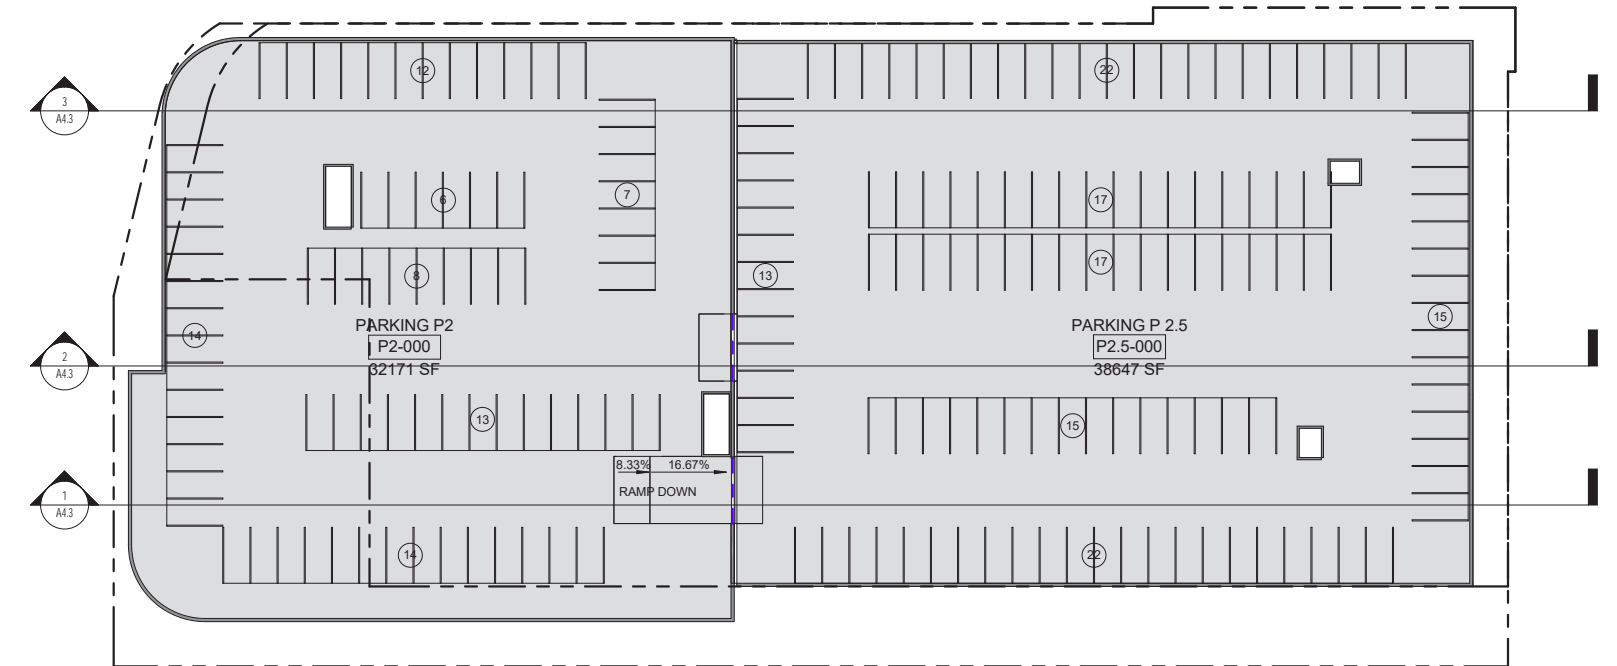 12
22
3
A4.3
6
7
17
8
13
17
14
15
PARKING P2
P2-000
32171 SF
PARKING P 2.5
P2.5-000
38647 SF
2
A4.3
13
15
8.33%
16.67%
RAMP DOWN
1
A4.3
14
22